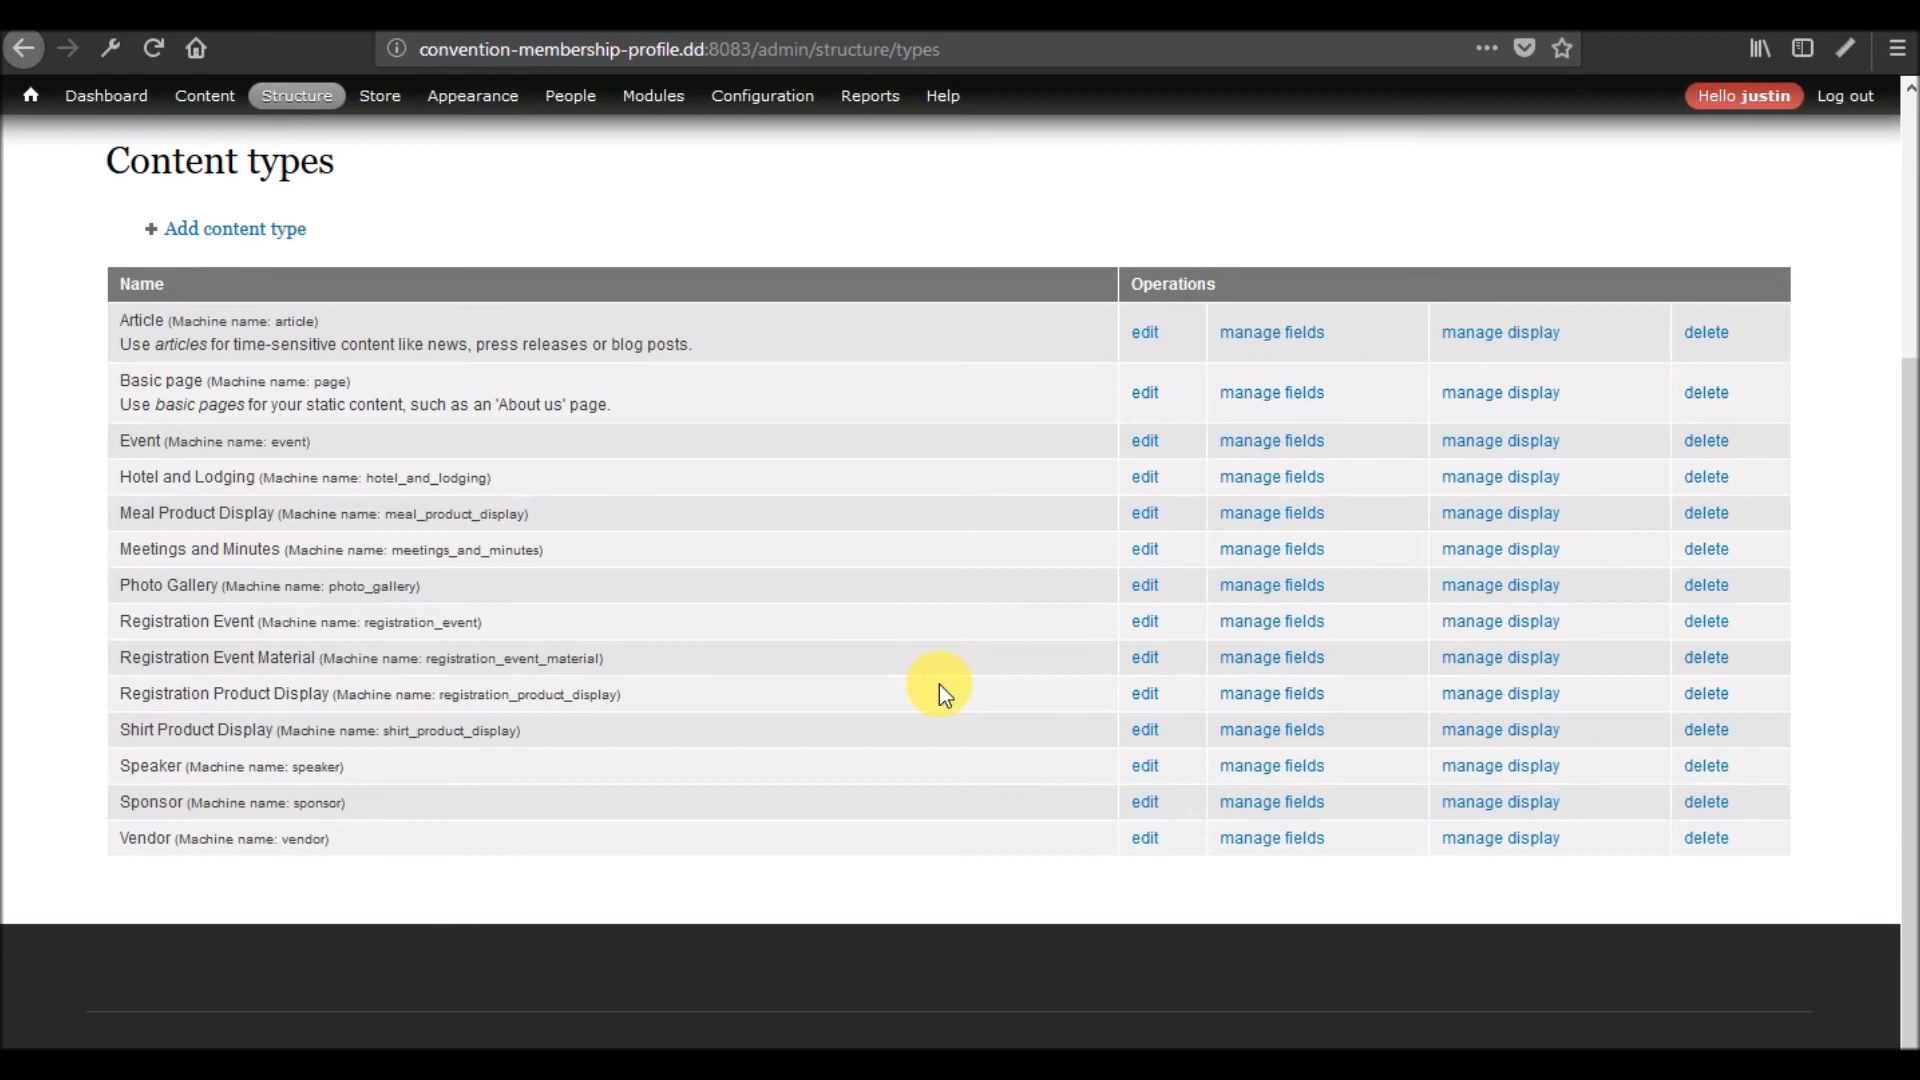 convention-membership-profile.dd:8083/admin/structure/types
Dashboard Content Structure Store Appearance People Modules Configuration Reports Help Hello justin Log out
Content types
Add content type
Name Operations
Article (Machine name: article)
Use articles for time-sensitive content like news, press releases or blog posts.
edit manage fields manage display delete
Basic page (Machine name: page)
Use basic pages for your static content, such as an 'About us' page.
edit manage fields manage display delete
Event (Machine name: event) edit manage fields manage display delete
Hotel and Lodging (Machine name: hotel_and_lodging) edit manage fields manage display delete
Meal Product Display (Machine name: meal_product_display) edit manage fields manage display delete
Meetings and Minutes (Machine name: meetings_and_minutes) edit manage fields manage display delete
Photo Gallery (Machine name: photo_gallery) edit manage fields manage display delete
Registration Event (Machine name: registration_event) edit manage fields manage display delete
Registration Event Material (Machine name: registration_event_material) edit manage fields manage display delete
Registration Product Display (Machine name: registration_product_display) edit manage fields manage display delete
Shirt Product Display (Machine name: shirt_product_display) edit manage fields manage display delete
Speaker (Machine name: speaker) edit manage fields manage display delete
Sponsor (Machine name: sponsor) edit manage fields manage display delete
Vendor (Machine name: vendor) edit manage fields manage display delete